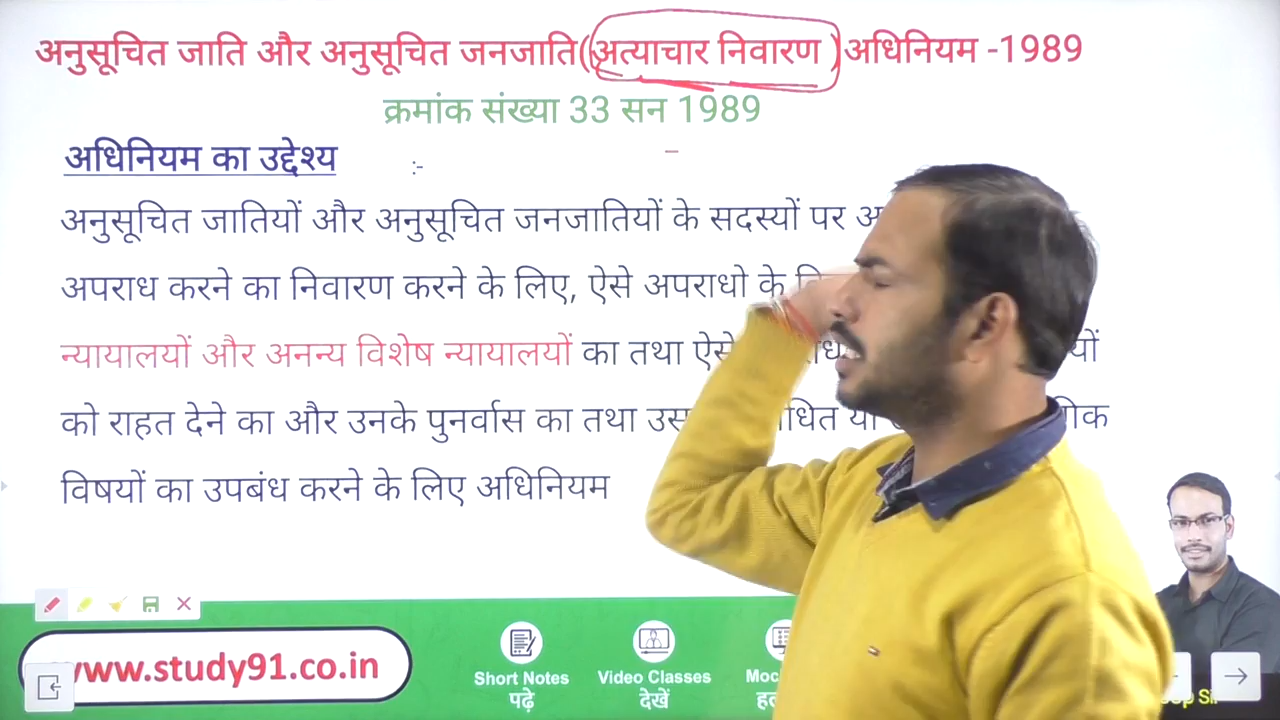 अनुसूचित जाति और अनुसूचित जनजाति(अत्याचार निवारण )अधिनियम -1989
क्रमांक संख्या 33 सन 1989
अधिनियम का उद्देश्य :-
अनुसूचित जातियों और अनुसूचित जनजातियों के सदस्यों पर
अपराध करने का निवारण करने के लिए, ऐसे अपराधो के
न्यायालयों और अनन्य विशेष न्यायालयों का तथा
को राहत देने का और उनके पुनर्वास का तथा
विषयों का उपबंध करने के लिए अधिनियम
www.study91.co.in
Short Notes
पढ़े
Video Classes
देखें